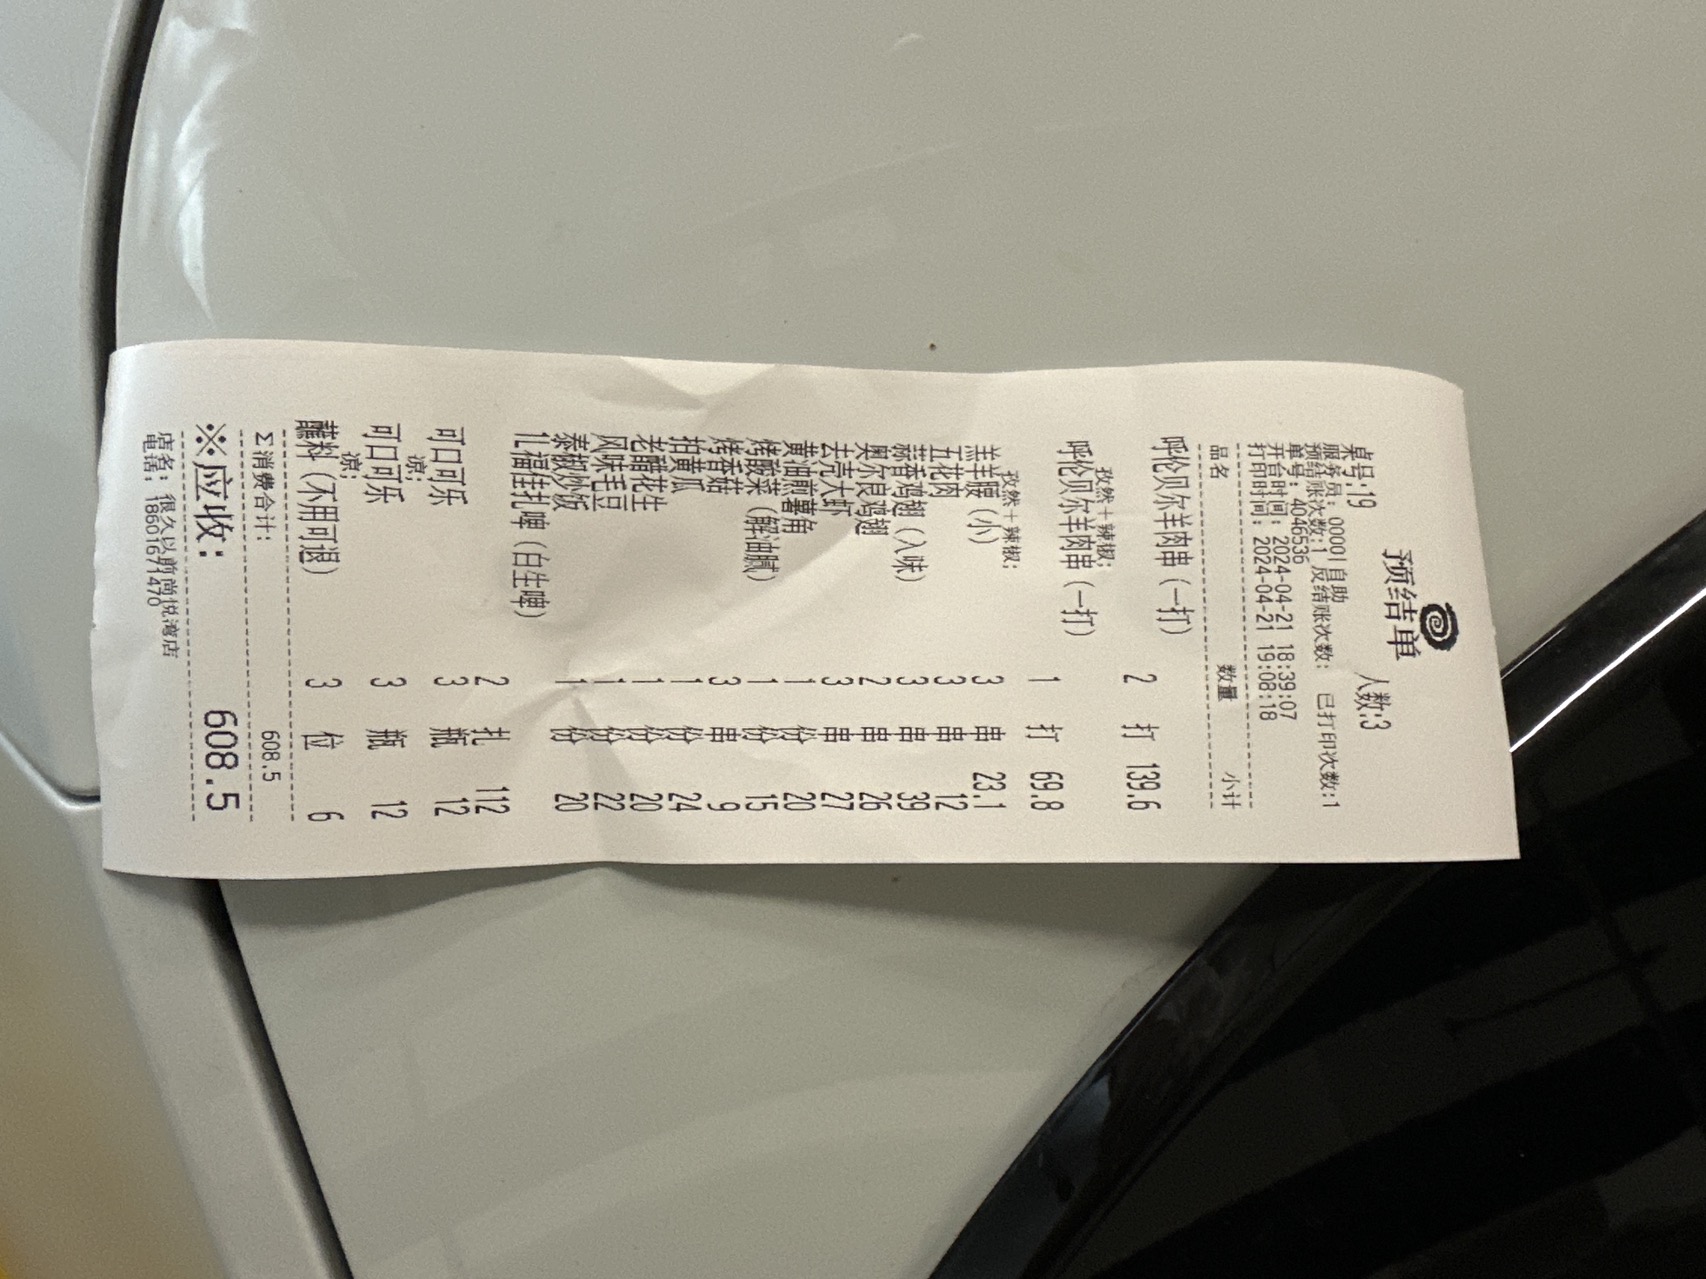 预结单
桌号:19 人数:3
服务员: 00001自助
预结账次数:1 反结账次数: 已打印次数:1
单号: 4046536
开台时间: 2024-04-21 18:39:07
打印时间: 2024-04-21 19:08:18
品名 数量 小计
呼伦贝尔羊肉串（一打） 2 打 139.6
孜然+辣椒;
呼伦贝尔羊肉串（一打） 1 打 69.8
孜然+辣椒;
羔羊腰（小） 3 串 23.1
五花肉 3 串 12
蒜香鸡翅（入味） 3 串 39
奥尔良鸡翅 2 串 26
去壳大虾 3 串 27
黄油煎薯角 1 份 20
烤酸菜（解油腻） 1 份 15
烤香菇 3 串 9
拍黄瓜 1 份 24
老醋花生 1 份 20
风味毛豆 1 份 22
泰椒炒饭 1 份 20
福佳扎啤（白生啤） 2 扎 112
可口可乐 3 瓶 12
凉;
可口可乐 3 瓶 12
凉;
蘸料（不用可退） 3 位 6
Σ消费合计: 608.5
※应收: 608.5
店名: 很久以前尚悦湾店
电话: 18601671470